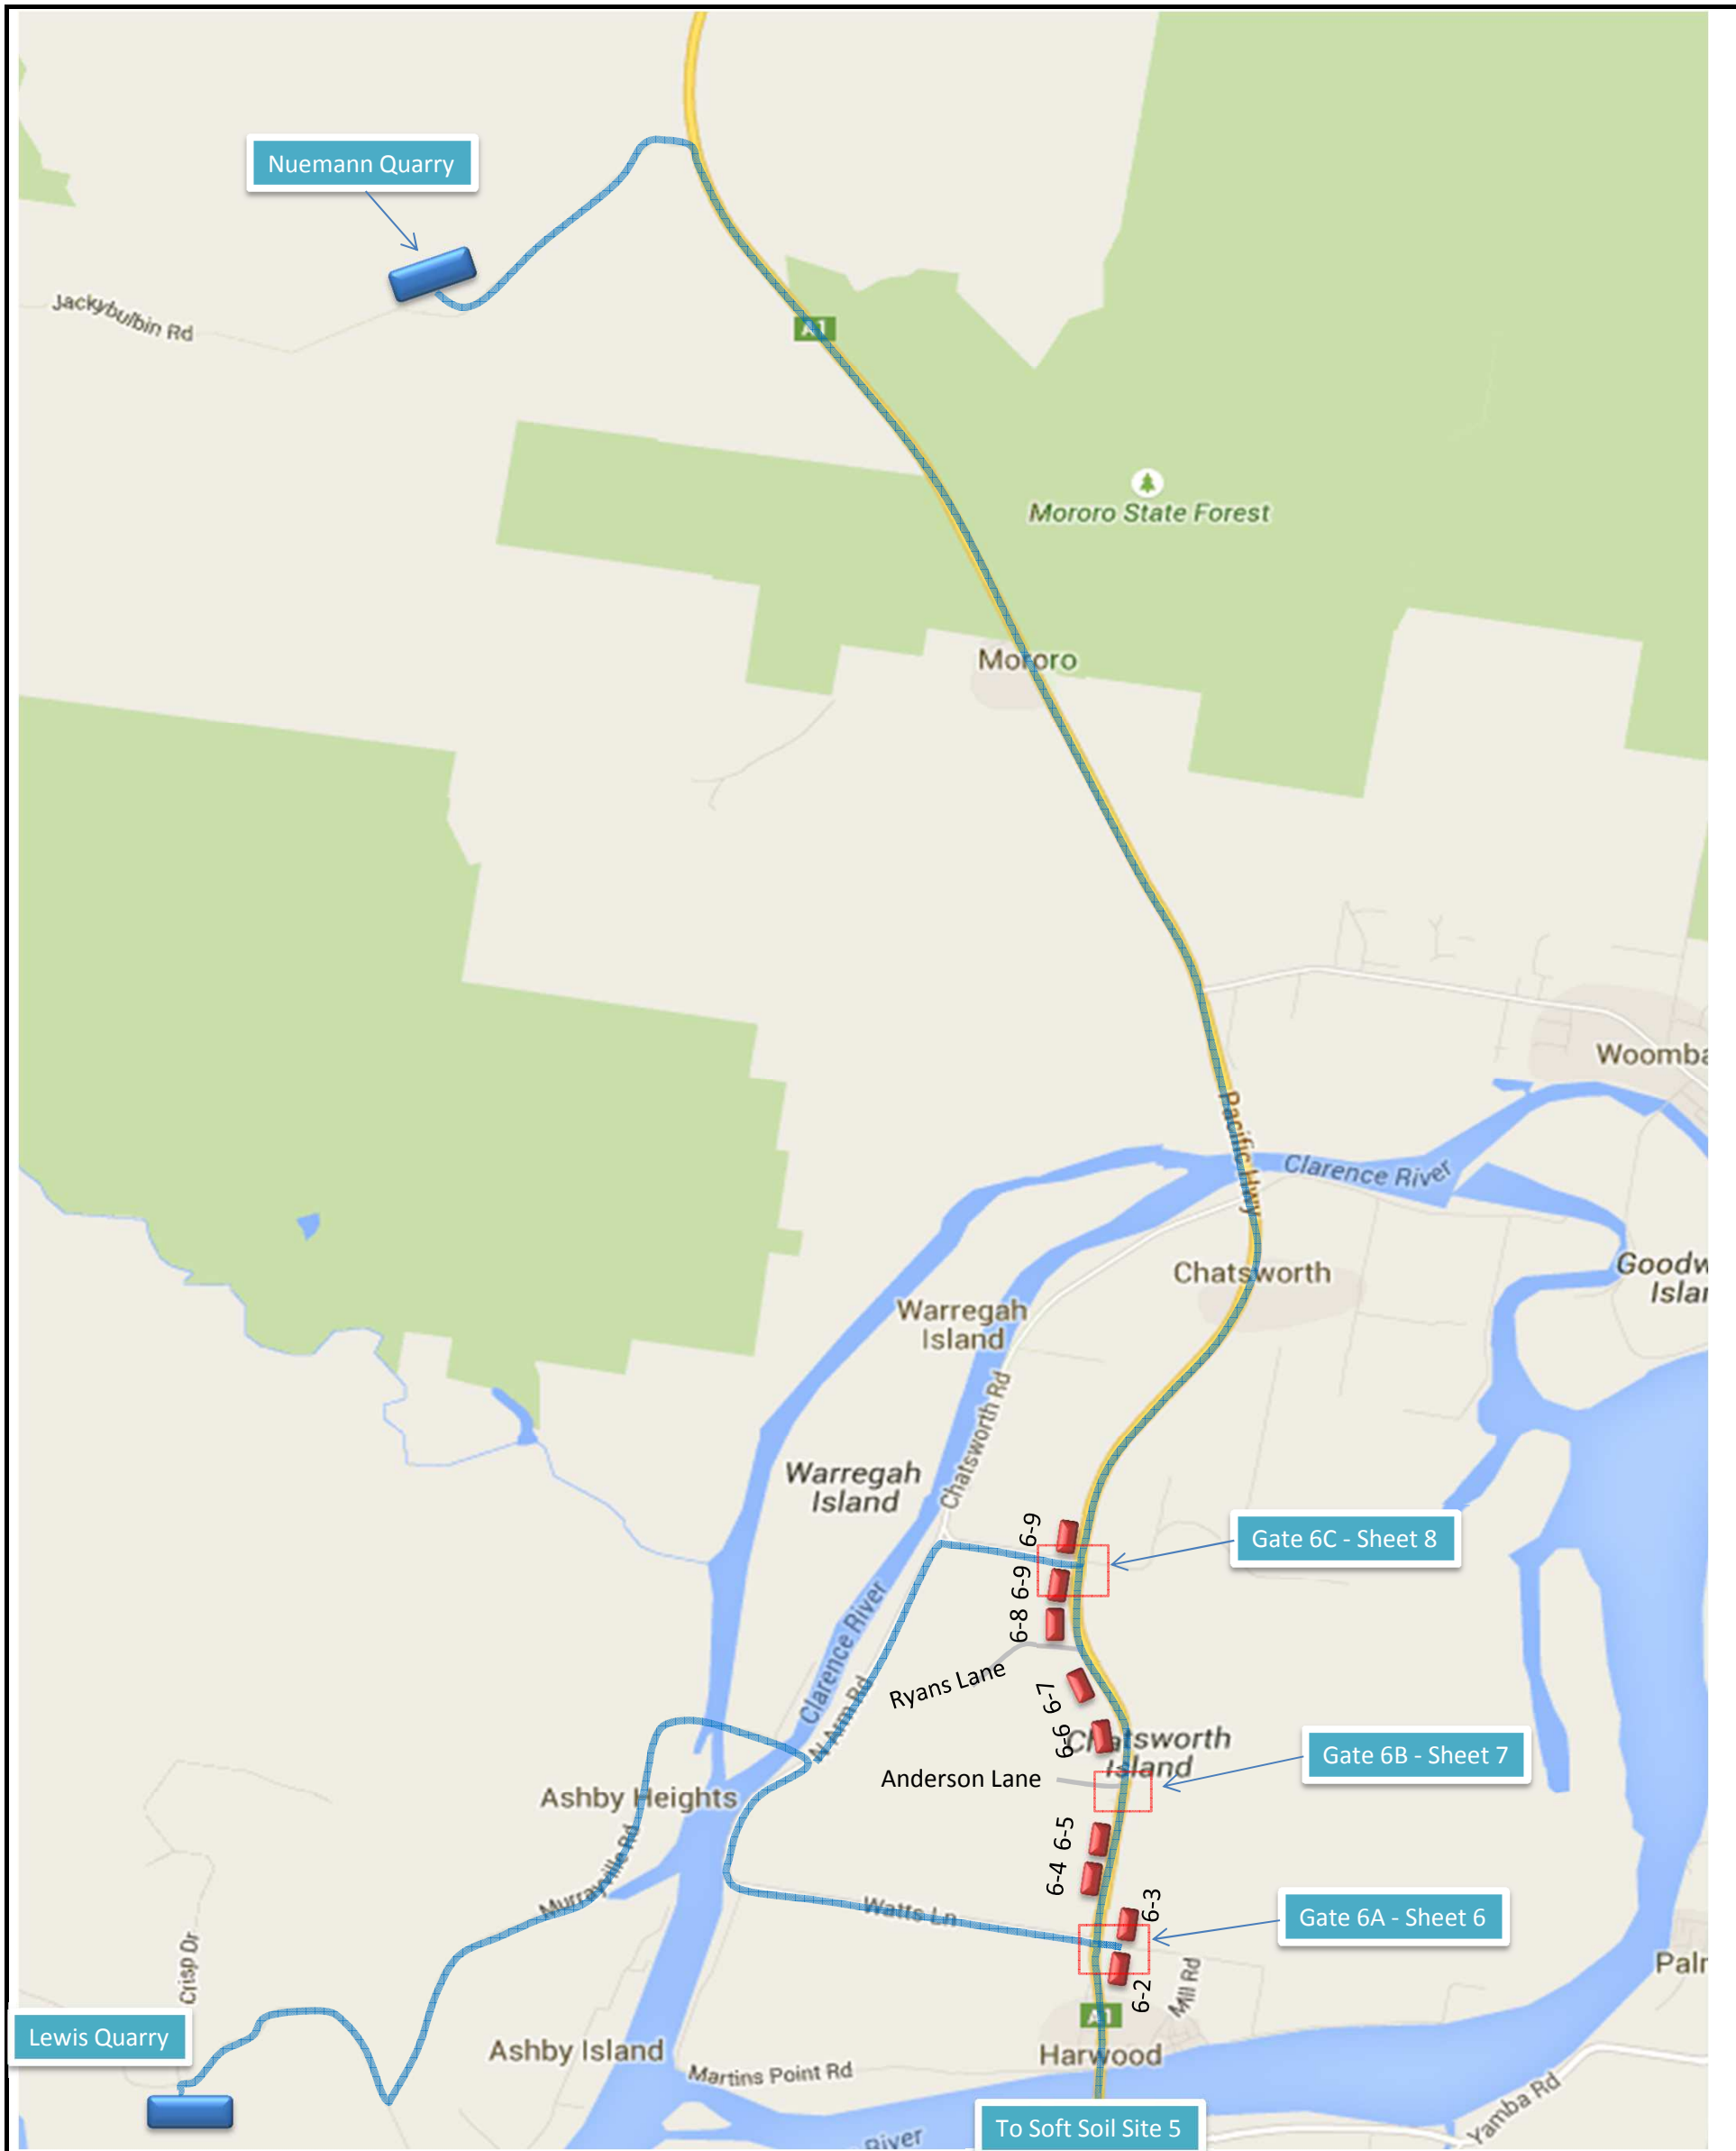 Nuemann Quarry
Jackybulbin Rd
A1
Mororo State Forest
Mororo
Woomba
Pacific Hwy
Clarence River
Chatsworth
Goodw
Islan
Warregah
Island
Chatsworth Rd
Warregah
Island
6-9
Gate 6C - Sheet 8
6-9
6-8
Clarence River
Ryans Lane
N Arm Rd
6-7
6-6
Chatsworth
Island
Gate 6B - Sheet 7
Anderson Lane
Ashby Heights
6-5
6-4
Murrayville Rd
Watts Ln
6-3
Gate 6A - Sheet 6
Crisp Dr
Palr
Mill Rd
6-2
A1
Lewis Quarry
Ashby Island
Harwood
Martins Point Rd
Yamba Rd
To Soft Soil Site 5
River